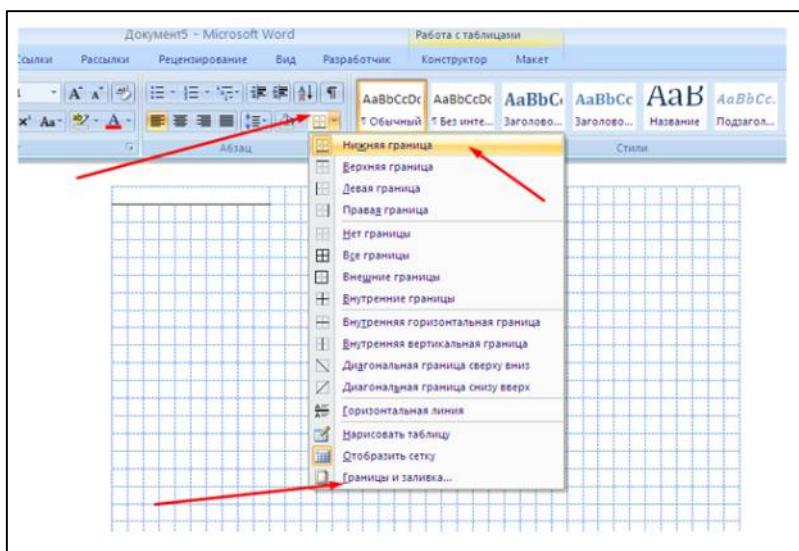 Документ5 - Microsoft Word
Работа с таблицами
Ссылки Рассылки Рецензирование Вид Разработчик Конструктор Макет
AaBbCcDc AaBbCcDc AaBbC AaBbCc AaB AaBbCc.
¶ Обычный ¶ Без инте... Заголово... Заголово... Название Подзагол...
Абзац
Стили
Нижняя граница
Верхняя граница
Левая граница
Правая граница
Нет границы
Все границы
Внешние границы
Внутренние границы
Внутренняя горизонтальная граница
Внутренняя вертикальная граница
Диагональная граница сверху вниз
Диагональная граница снизу вверх
Горизонтальная линия
Нарисовать таблицу
Отобразить сетку
Границы и заливка...